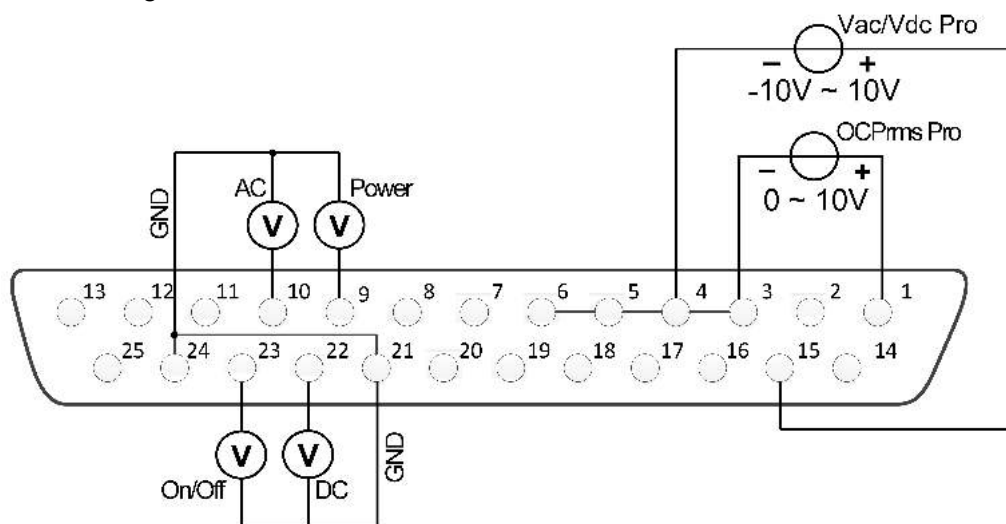 Vac/Vdc Pro
− +
-10V ~ 10V
OCPrms Pro
− +
0 ~ 10V
GND
AC
Power
V V
13 12 11 10 9 8 7 6 5 4 3 2 1
25 24 23 22 21 20 19 18 17 16 15 14
V V
On/Off
DC
GND